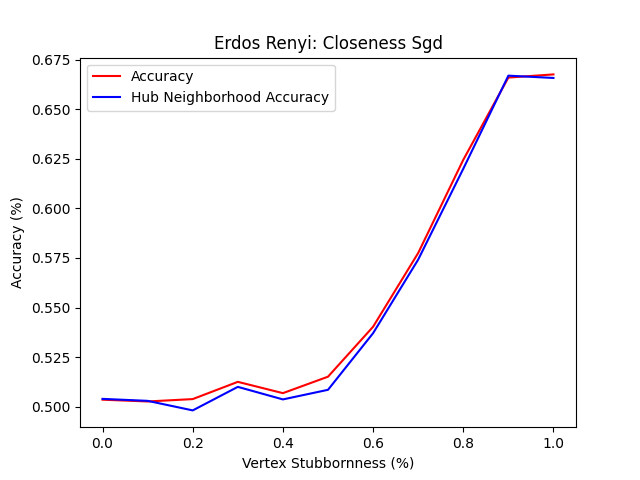 Erdos Renyi: Closeness Sgd
Accuracy
Hub Neighborhood Accuracy
Accuracy (%)
0.675
0.650
0.625
0.600
0.575
0.550
0.525
0.500
0.0 0.2 0.4 0.6 0.8 1.0
Vertex Stubbornness (%)